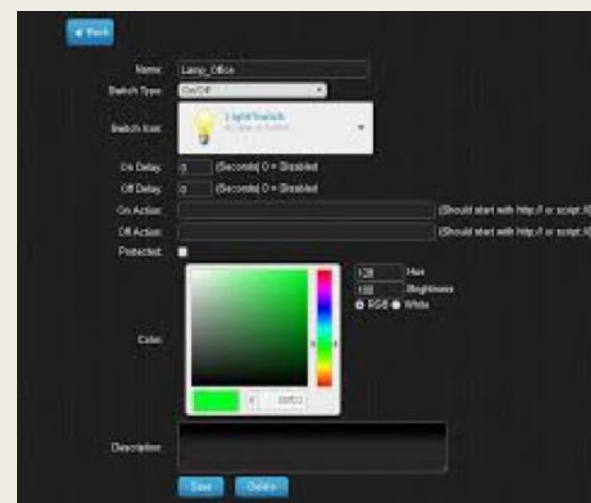 Back
Name: Lamp_Office
Switch Type: On/Off
Switch Icon:
On Delay: 0 (Seconds) 0 = Disabled
Off Delay: 0 (Seconds) 0 = Disabled
On Action: (Should start with http:// or script://)
Off Action: (Should start with http:// or script://)
Protected:
128 Hue
100 Brightness
RGB White
Color:
#
Description:
Save Delete